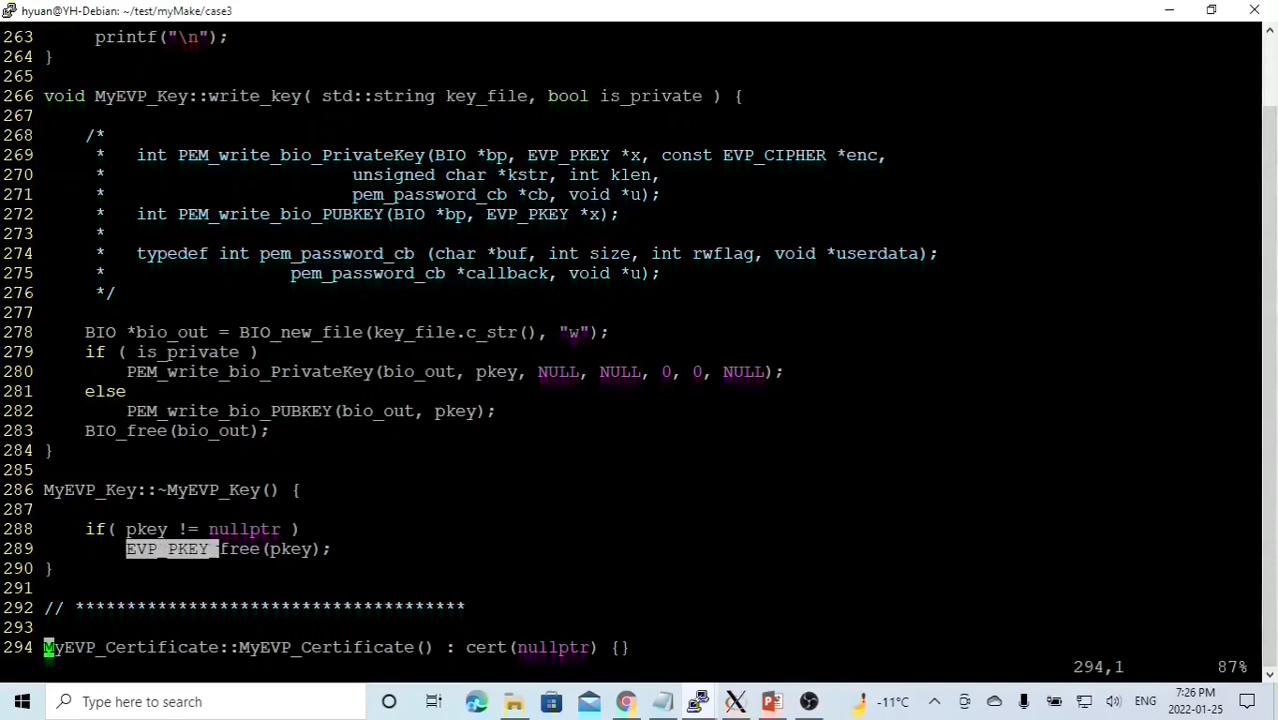 hyuan@YH-Debian: ~/test/myMake/case3
263 printf("\n");
264 }
265
266 void MyEVP_Key::write_key( std::string key_file, bool is_private ) {
267
268 /*
269 * int PEM_write_bio_PrivateKey(BIO *bp, EVP_PKEY *x, const EVP_CIPHER *enc,
270 unsigned char *kstr, int klen,
271 * pem_password_cb *cb, void *u);
272 * int PEM_write_bio_PUBKEY(BIO *bp, EVP_PKEY *x);
273 *
274 * typedef int pem_password_cb (char *buf, int size, int rwflag, void *userdata);
275 * pem_password_cb *callback, void *u);
276 */
277
278 BIO *bio_out = BIO_new_file(key_file.c_str(), "w");
279 if ( is_private )
280 PEM_write_bio_PrivateKey(bio_out, pkey, NULL, NULL, 0, 0, NULL);
281 else
282 PEM_write_bio_PUBKEY(bio_out, pkey);
283 BIO_free(bio_out);
284 }
285
286 MyEVP_Key::~MyEVP_Key() {
287
288 if( pkey != nullptr )
289 EVP_PKEY_free(pkey);
290 }
291
292 // **************************************
293
294 MyEVP_Certificate::MyEVP_Certificate() : cert(nullptr) {}
294,1 87%
Type here to search
-11°C
ENG
7:26 PM
2022-01-25